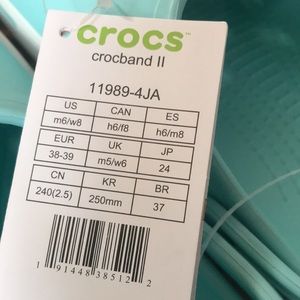 crocs™
crocband II
11989-4JA
US CAN ES
m6/w8 h6/f8 h6/m8
EUR UK JP
38-39 m5/w6 24
CN KR BR
240(2.5) 250mm 37
1 91448 38512 2